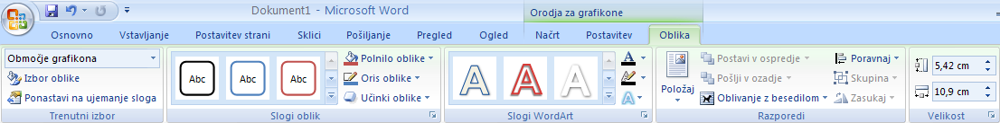 Dokument1 - Microsoft Word
Orodja za grafikone
Osnovno Vstavljanje Postavitev strani Sklici Pošiljanje Pregled Ogled Načrt Postavitev Oblika
Območje grafikona
Izbor oblike
Ponastavi na ujemanje sloga
Trenutni izbor
Abc Abc Abc
Polnilo oblike
Oris oblike
Učinki oblike
Slogi oblik
A A A
A
A
A
Slogi WordArt
Položaj
Postavi v ospredje
Pošlji v ozadje
Oblivanje z besedilom
Poravnaj
Skupina
Zasukaj
Razporedi
5,42 cm
10,9 cm
Velikost